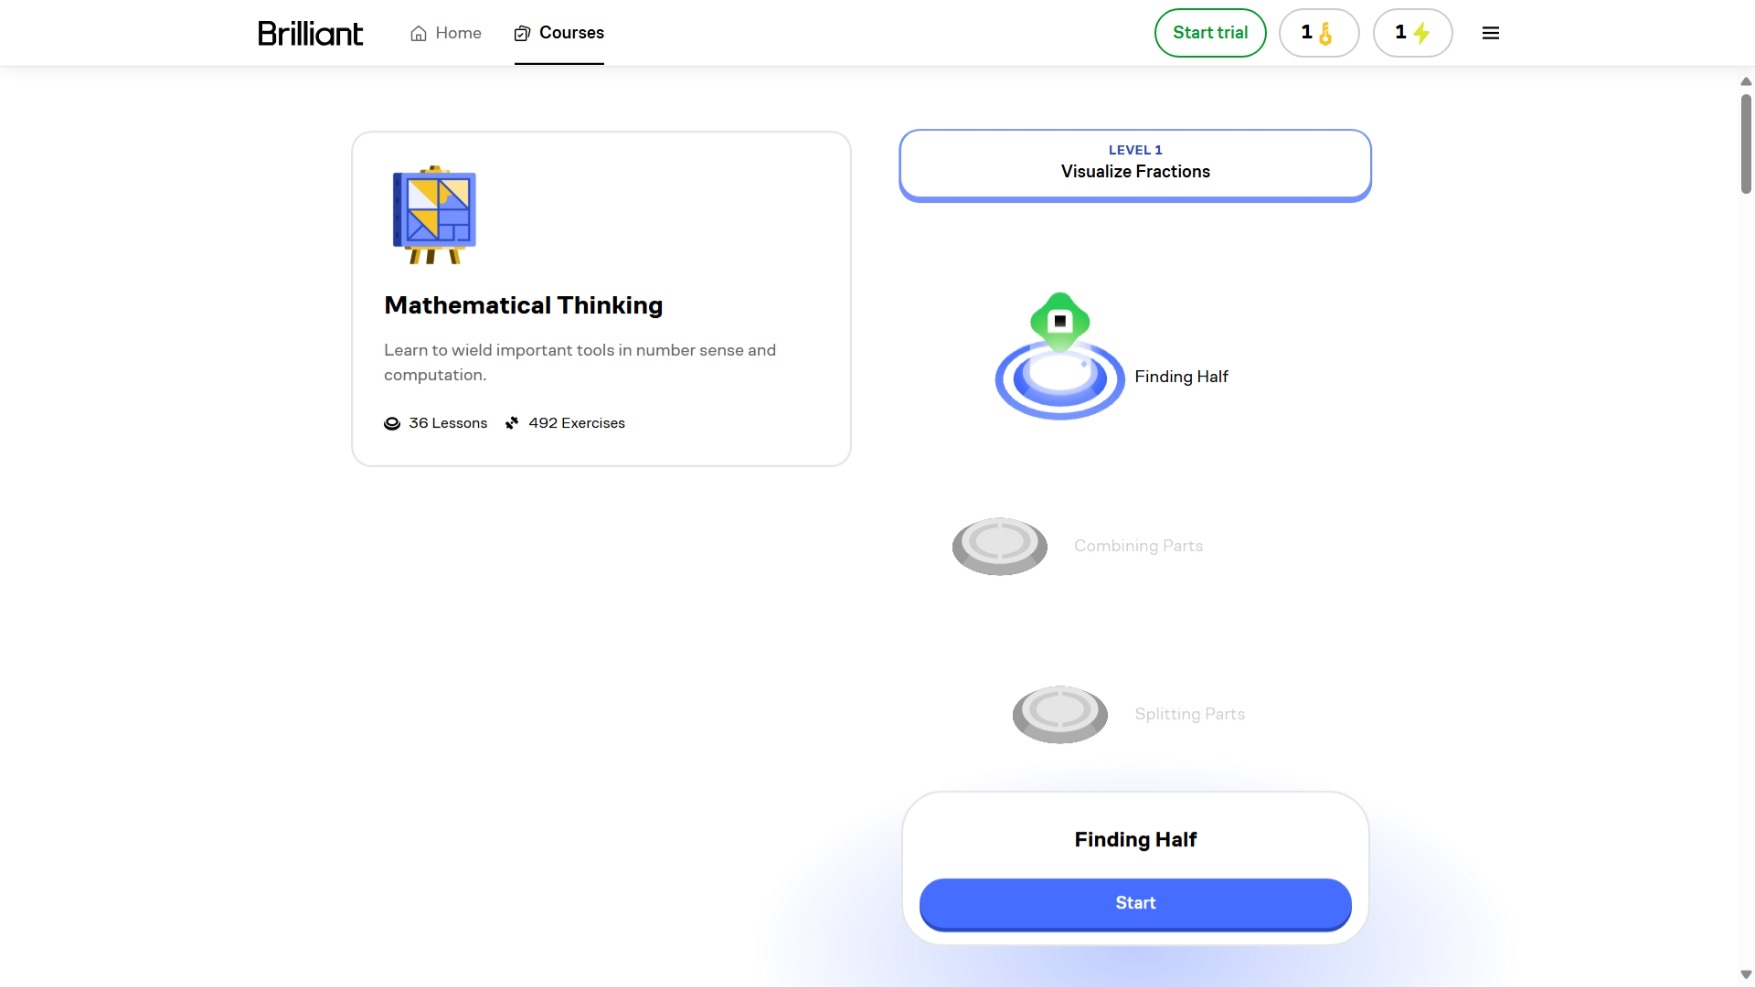 Brilliant
Home
Courses
Start trial
1
1
Mathematical Thinking
Learn to wield important tools in number sense and
computation.
36 Lessons
492 Exercises
LEVEL 1
Visualize Fractions
Finding Half
Combining Parts
Splitting Parts
Finding Half
Start